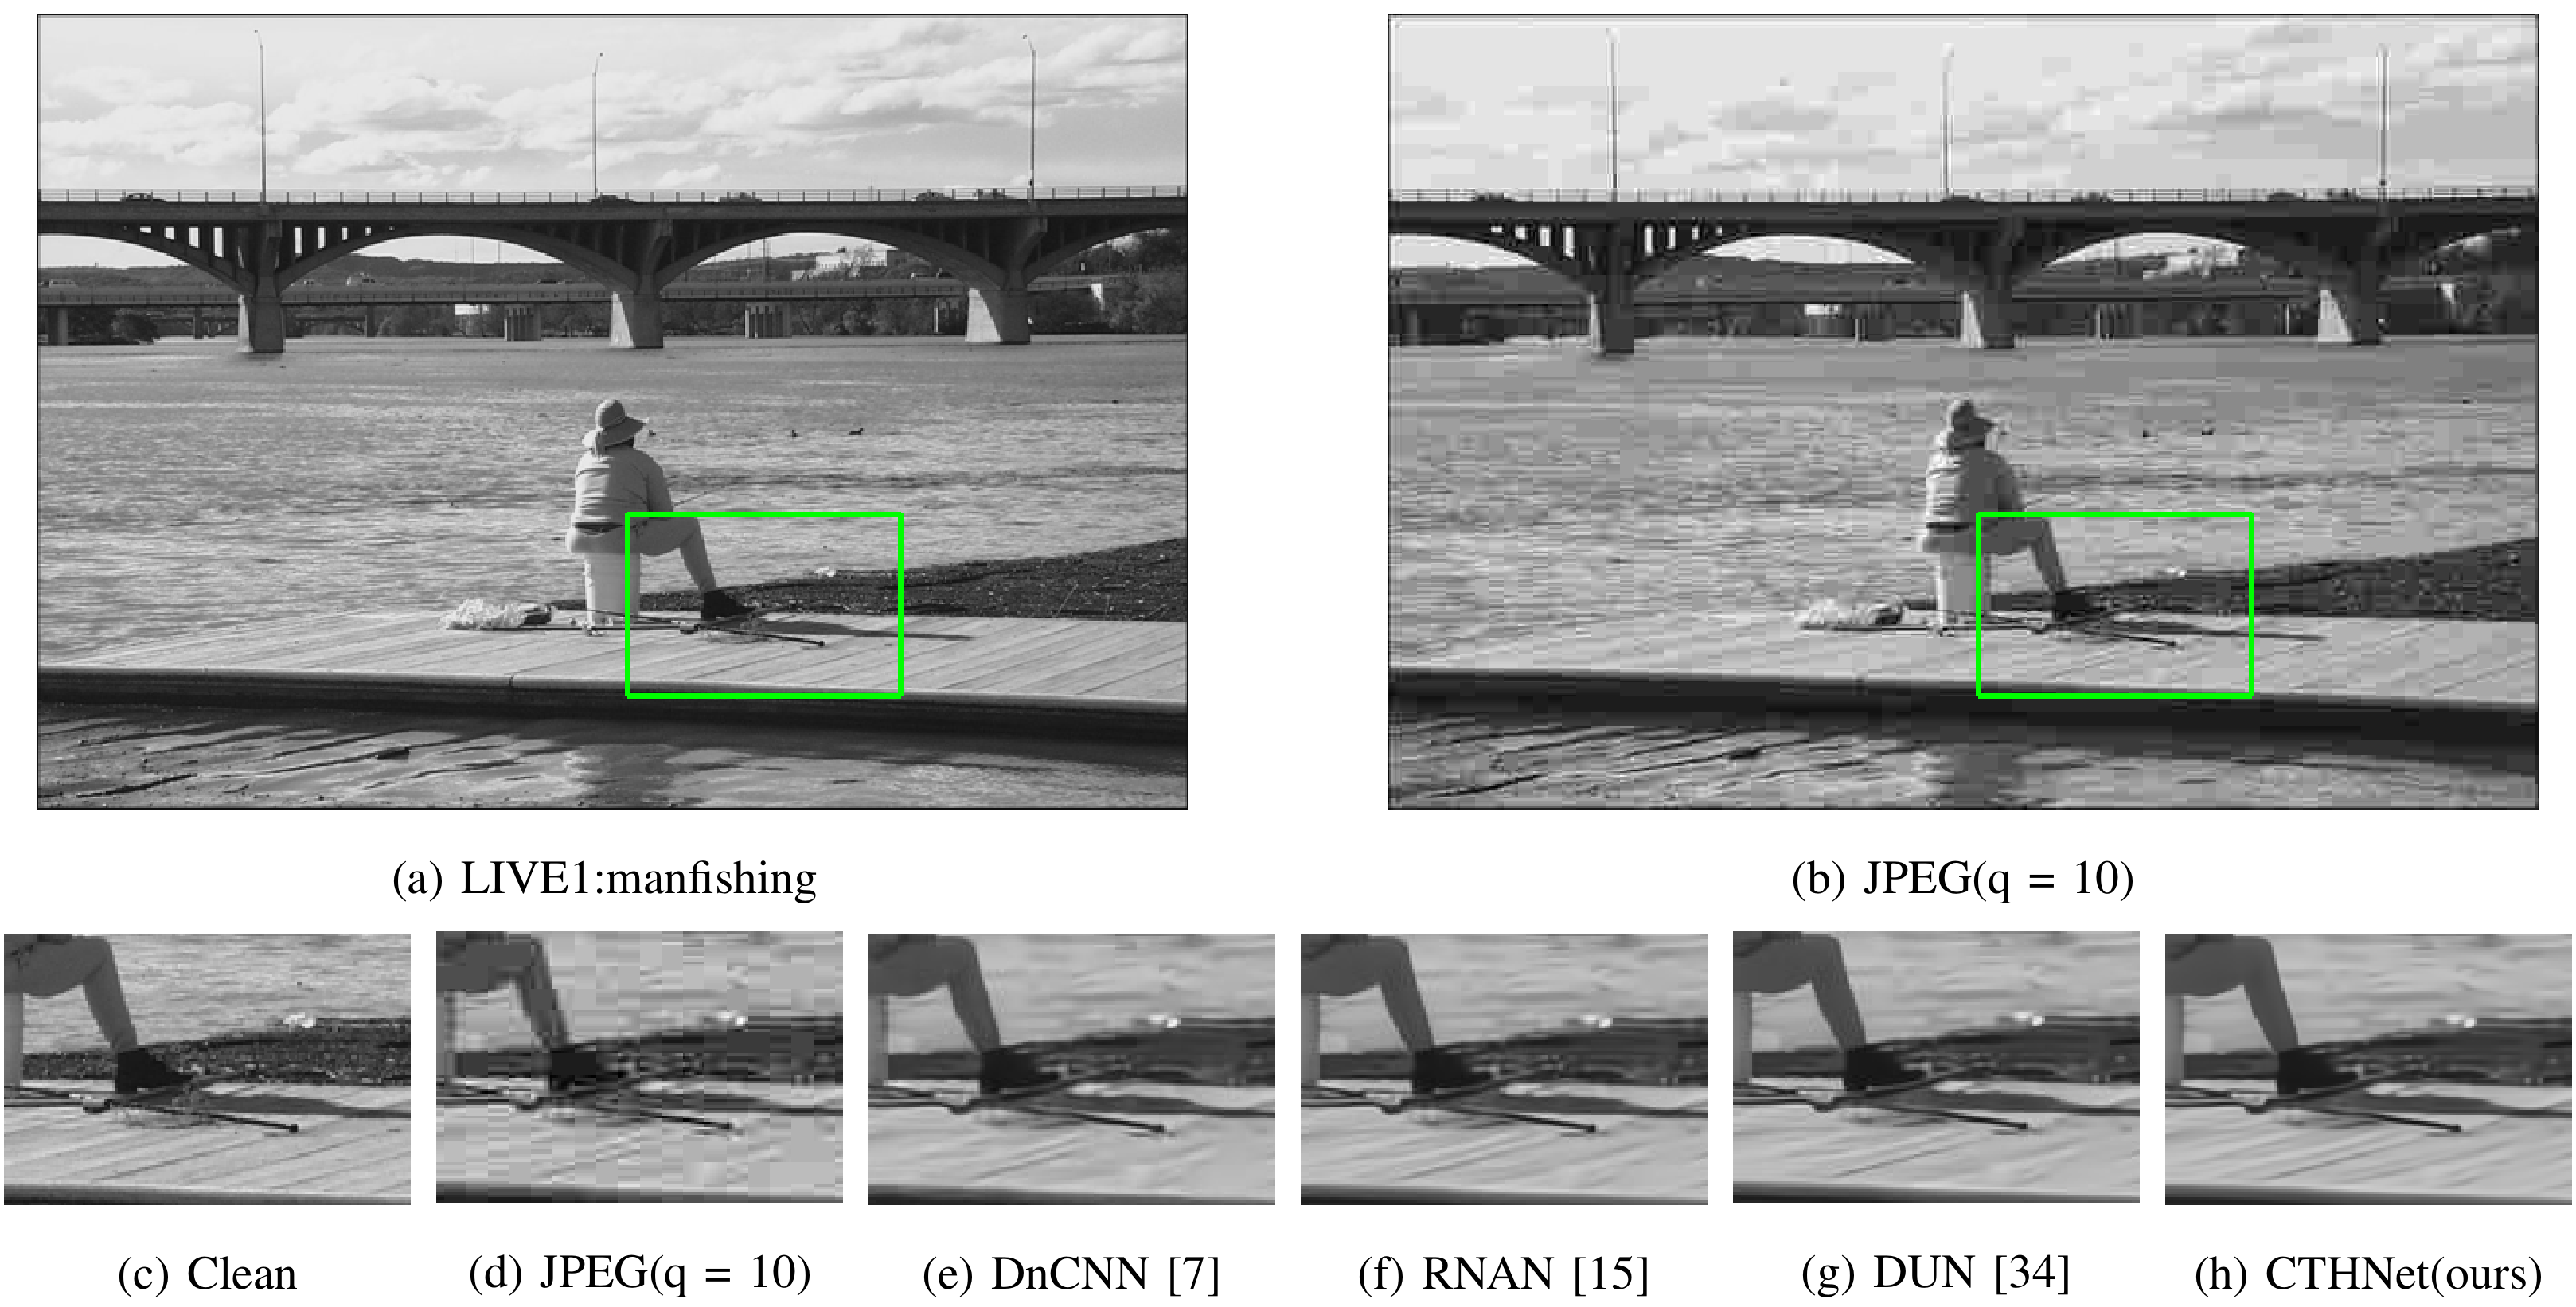 (a) LIVE1:manfishing
(b) JPEG(q = 10)
(c) Clean
(d) JPEG(q = 10)
(e) DnCNN [7]
(f) RNAN [15]
(g) DUN [34]
(h) CTHNet(ours)